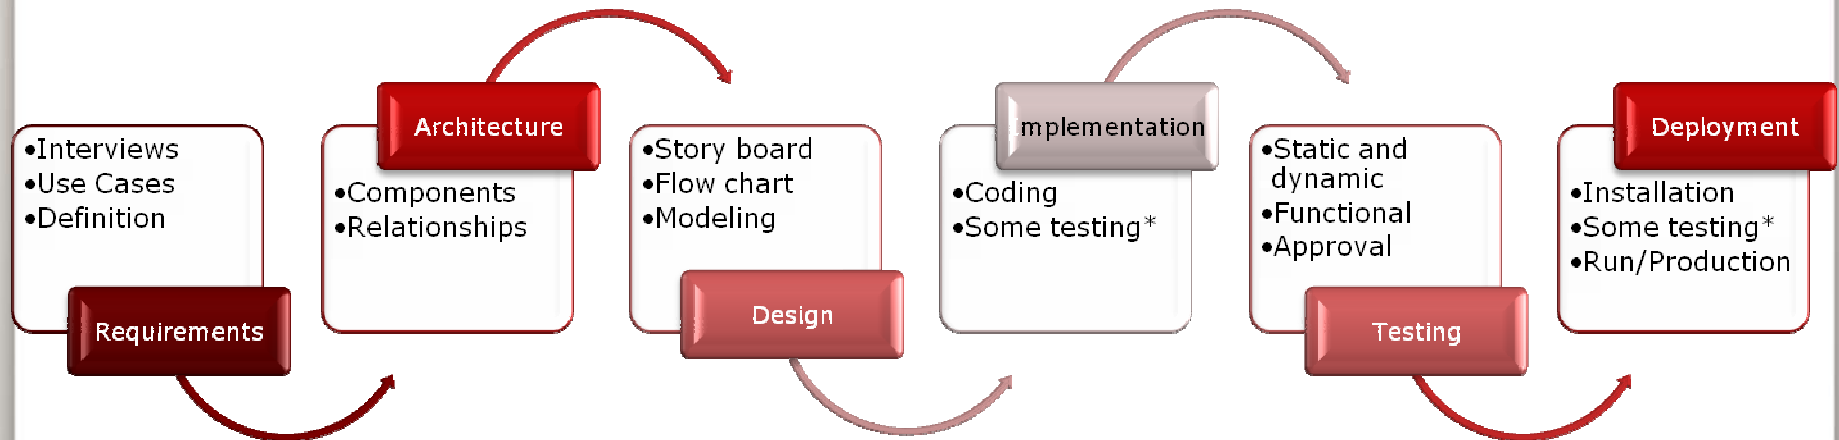 •Interviews
•Use Cases
•Definition
Requirements
Architecture
•Components
•Relationships
•Story board
•Flow chart
•Modeling
Design
Implementation
•Coding
•Some testing*
•Static and
dynamic
•Functional
•Approval
Testing
Deployment
•Installation
•Some testing*
•Run/Production